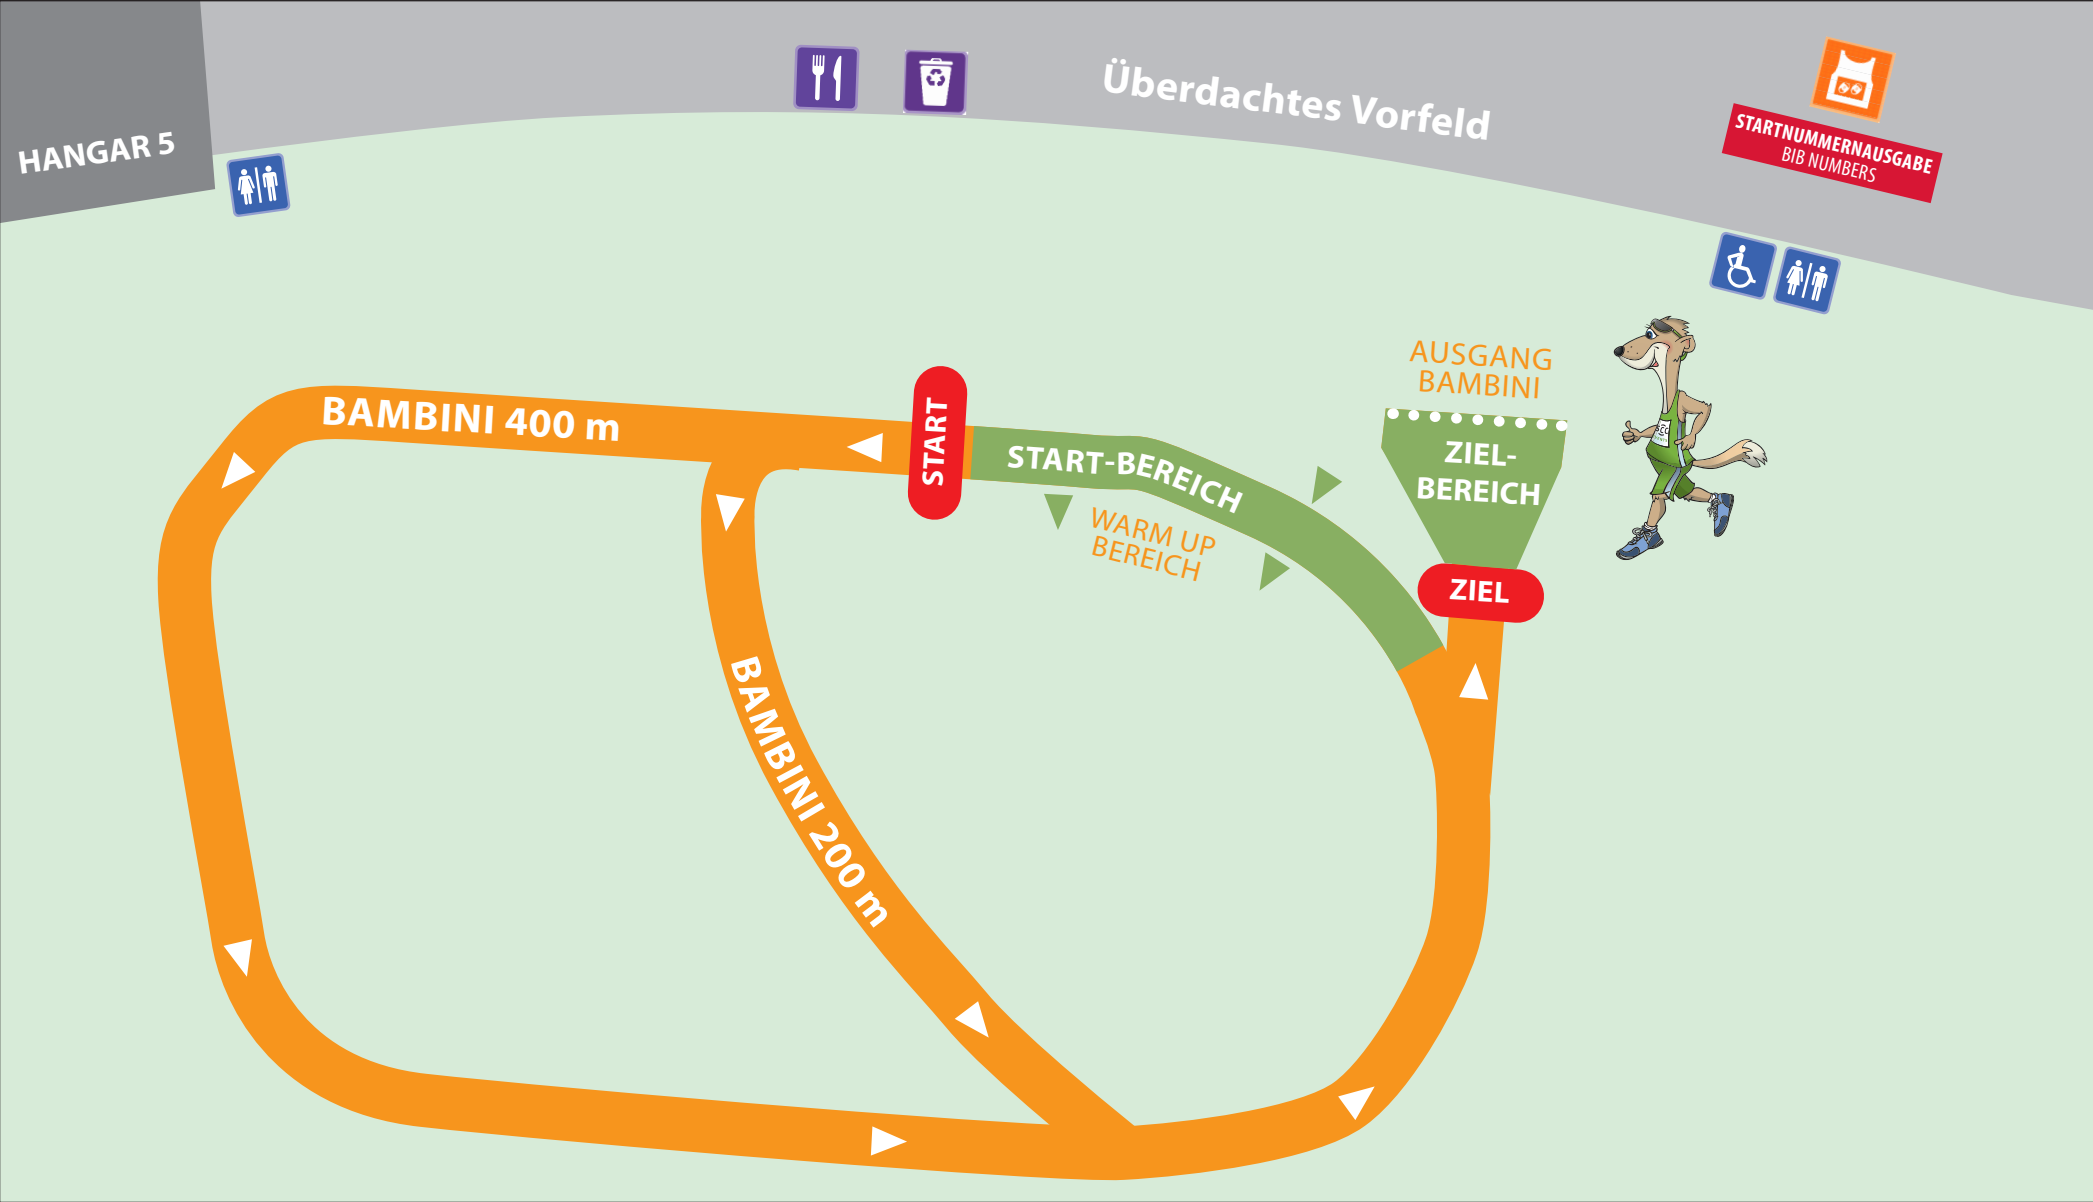 Überdachtes Vorfeld
HANGAR 5
STARTNUMMERNAUSGABE
BIB NUMBERS
AUSGANG
BAMBINI
BAMBINI 400 m
START
START-BEREICH
ZIEL-
BEREICH
WARM UP
BEREICH
ZIEL
BAMBINI 200 m